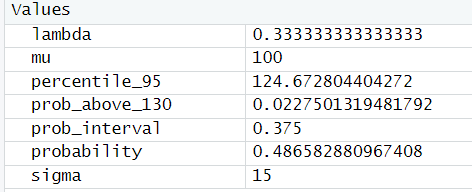 Values
lambda 0.333333333333333
mu 100
percentile_95 124.672804404272
prob_above_130 0.0227501319481792
prob_interval 0.375
probability 0.486582880967408
sigma 15